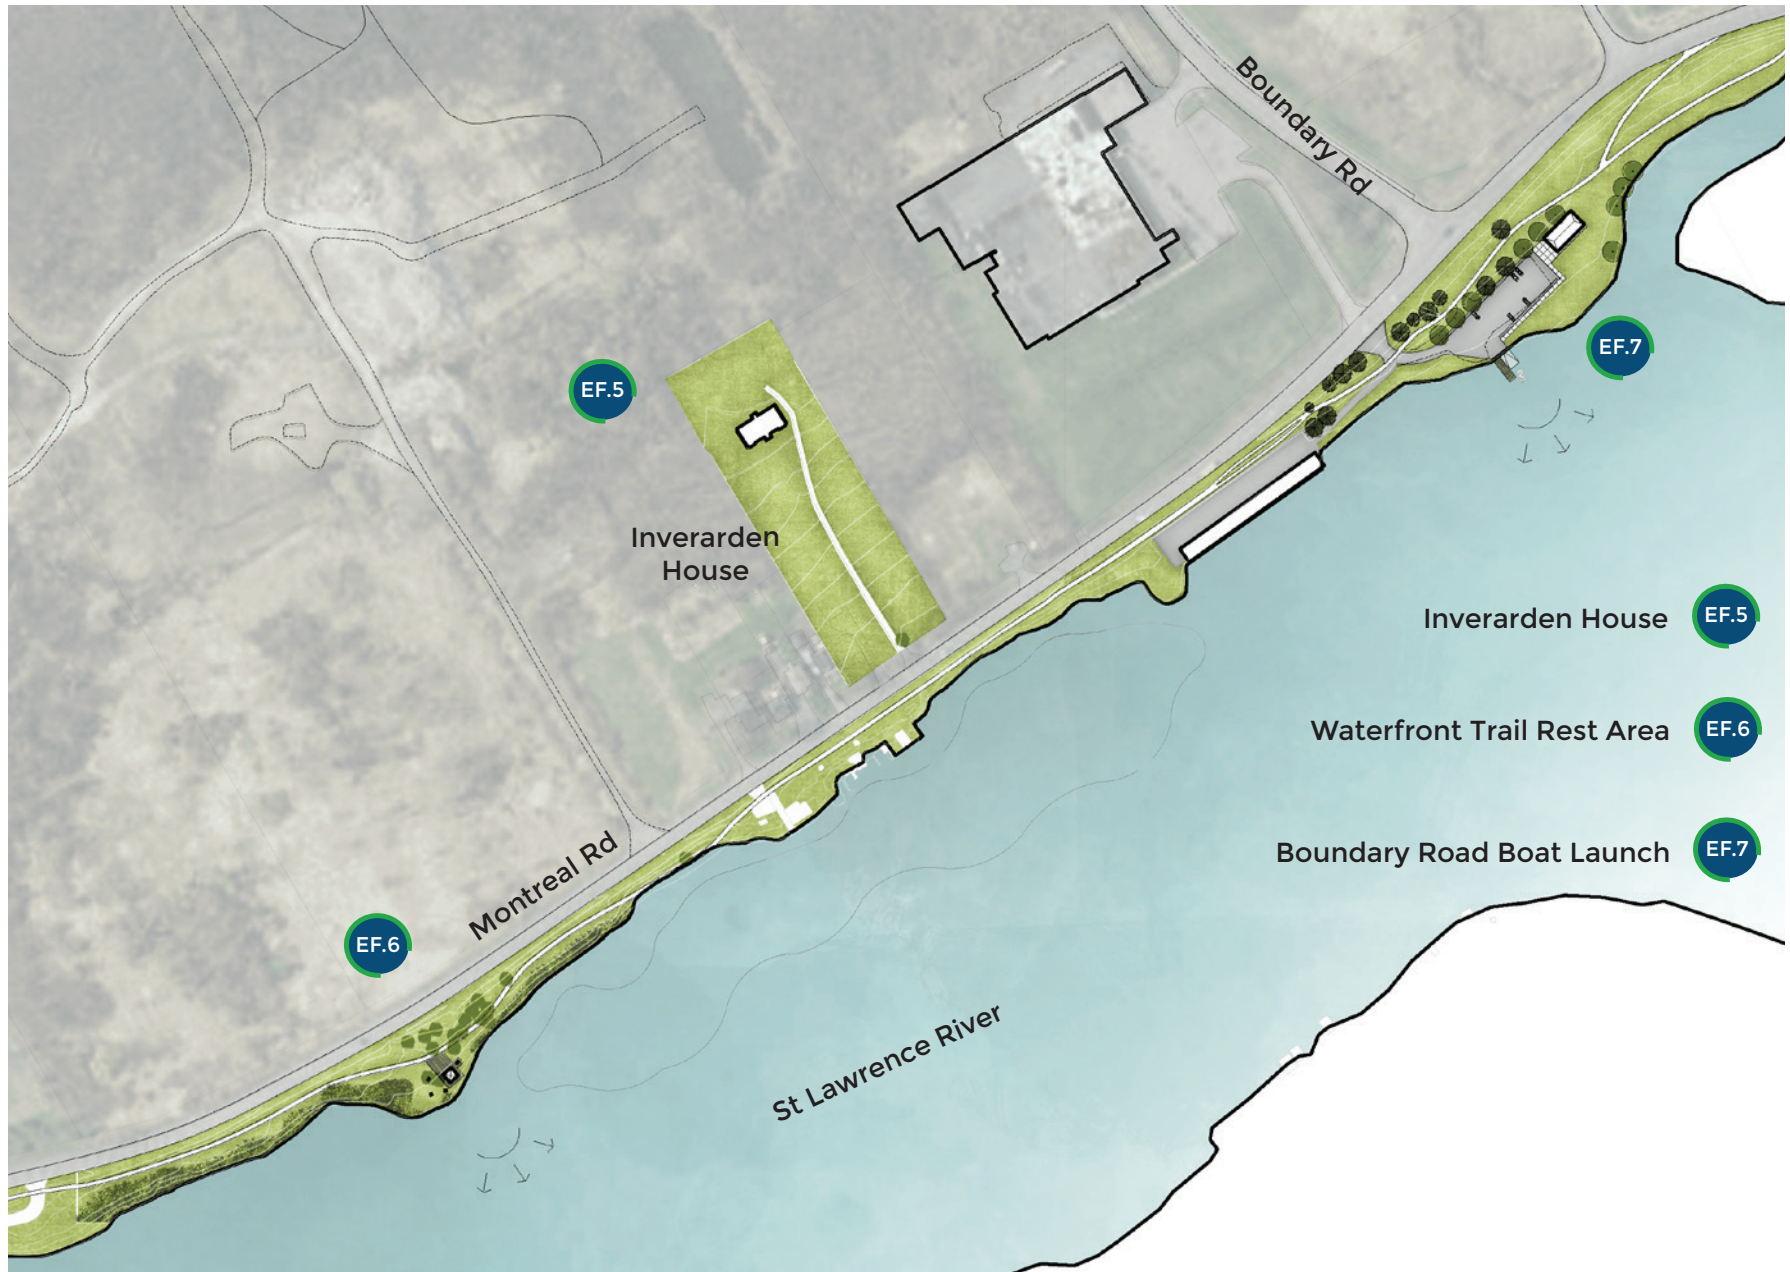 Boundary Rd
EF.7
EF.5
Inverarden
House
Inverarden House
EF.5
Waterfront Trail Rest Area
EF.6
Boundary Road Boat Launch
EF.7
Montreal Rd
EF.6
St Lawrence River